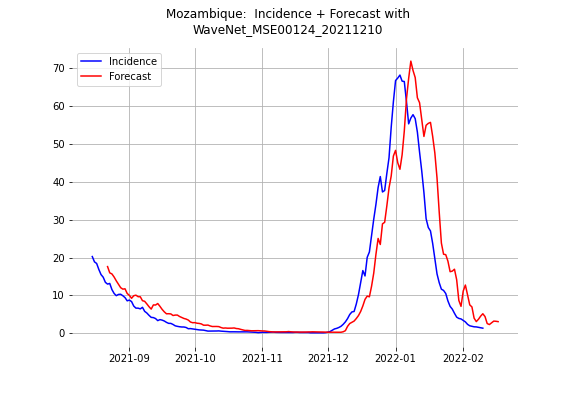 Mozambique:  Incidence + Forecast with
WaveNet_MSE00124_20211210
Incidence
Forecast
70
60
50
40
30
20
10
0
2021-09 2021-10 2021-11 2021-12 2022-01 2022-02